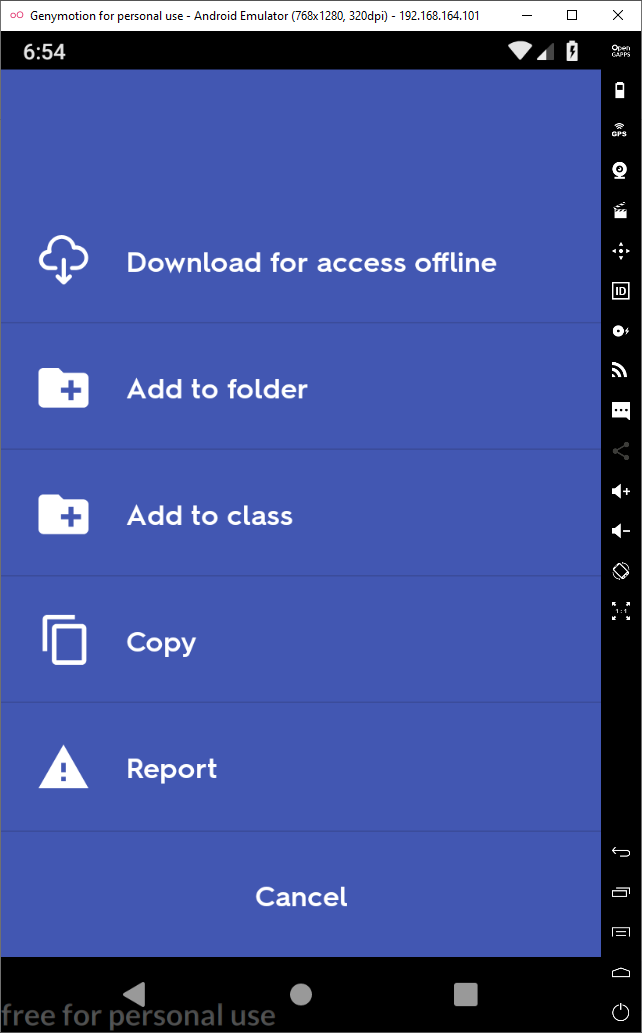 Genymotion for personal use - Android Emulator (768x1280, 320dpi) - 192.168.164.101
6:54
Open
GAPPS
GPS
ID
Download for access offline
Add to folder
Add to class
Copy
1:1
Report
Cancel
free for personal use